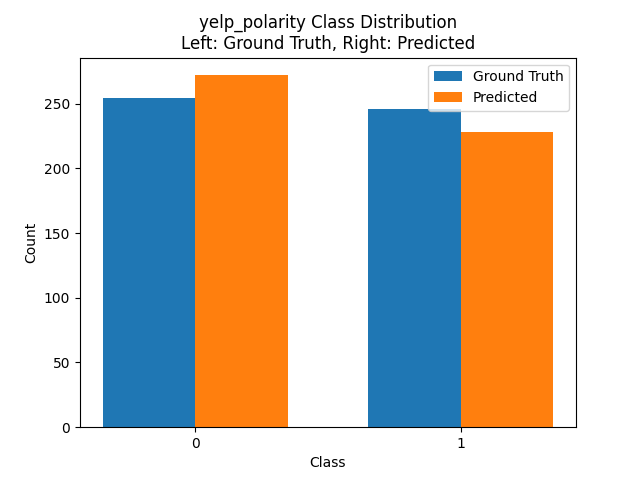 yelp_polarity Class Distribution
Left: Ground Truth, Right: Predicted
Ground Truth
Predicted
250
200
150
100
50
0
Count
0 1
Class